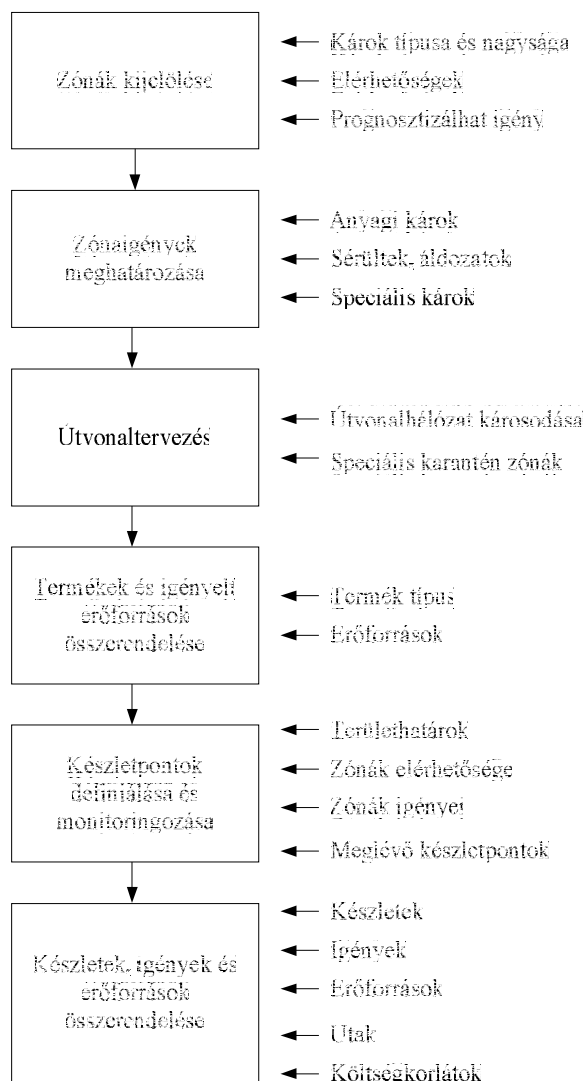 Zónák kijelölése
Károk típusa és nagysága
Elérhetőségek
Prognosztizálhat igény
Zónaigények
meghatározása
Anyagi károk
Sérültek, áldozatok
Speciális károk
Útvonaltervezés
Útvonalhálózat károsodása
Speciális karantén zónák
Termékek és igényelt
erőforrások
összerendelése
Termék típus
Erőforrások
Készletpontok
definiálása és
monitoringozása
Területhatárok
Zónák elérhetősége
Zónák igényei
Meglévő készletpontok
Készletek, igények és
erőforrások
összerendelése
Készletek
Igények
Erőforrások
Utak
Költségkorlátok